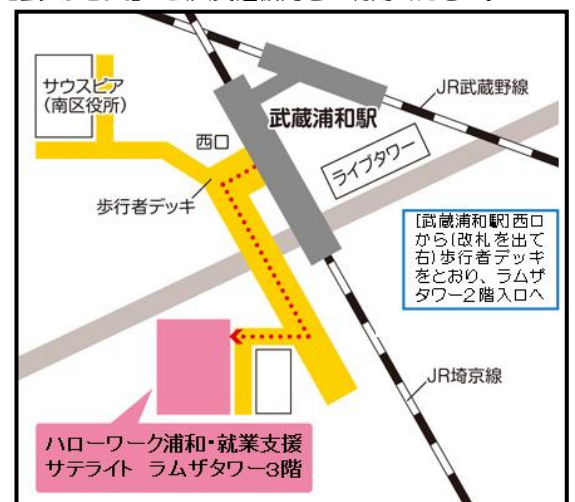 サウスピア
(南区役所)
西口
武蔵浦和駅
JR武蔵野線
ライブタワー
歩行者デッキ
[武蔵浦和駅]西口
から(改札を出て
右)歩行者デッキ
をとおり、ラムザ
タワー2階入口へ
JR埼京線
ハローワーク浦和・就業支援
サテライト ラムザタワー3階